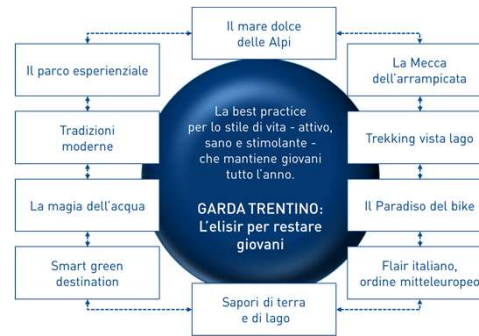 Il mare dolce
delle Alpi
Il parco esperienziale
La Mecca
dell'arrampicata
La best practice
per lo stile di vita - attivo,
sano e stimolante -
che mantiene giovani
tutto l'anno.
Tradizioni
moderne
Trekking vista lago
La magia dell'acqua
GARDA TRENTINO:
L'elisir per restare
giovani
Il Paradiso del bike
Smart green
destination
Flair italiano,
ordine mitteleuropeo
Sapori di terra
e di lago